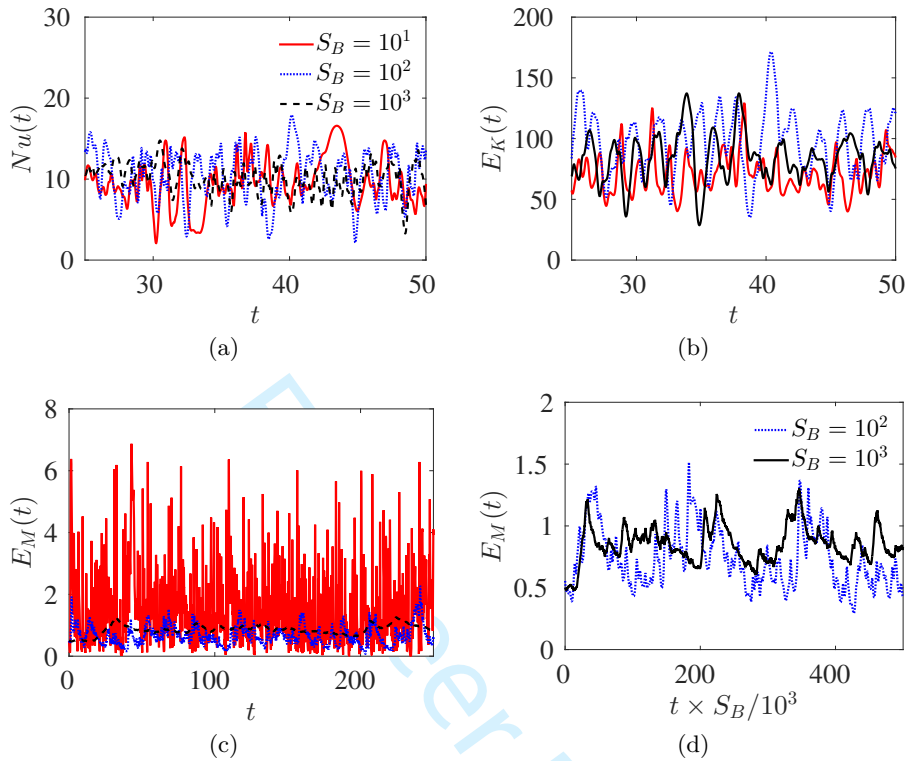 30
20
10
0
Nu(t)
S_B = 10^1
S_B = 10^2
S_B = 10^3
30
40
50
t
(a)
200
150
100
50
0
E_K(t)
30
40
50
t
(b)
8
6
4
2
0
E_M(t)
0
100
200
t
(c)
2
1.5
1
0.5
0
E_M(t)
S_B = 10^2
S_B = 10^3
0
200
400
t × S_B/10^3
(d)